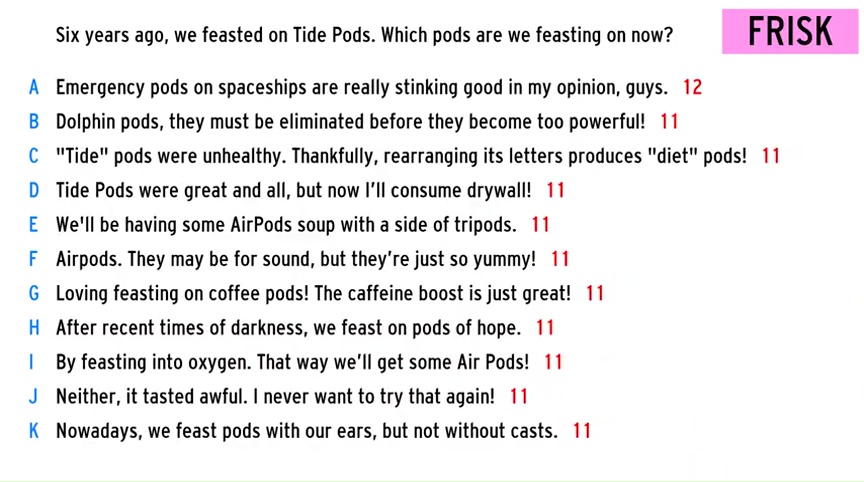 Six years ago, we feasted on Tide Pods. Which pods are we feasting on now?
FRISK
A Emergency pods on spaceships are really stinking good in my opinion, guys. 12
B Dolphin pods, they must be eliminated before they become too powerful! 11
C "Tide" pods were unhealthy. Thankfully, rearranging its letters produces "diet" pods! 11
D Tide Pods were great and all, but now I'll consume drywall! 11
E We'll be having some AirPods soup with a side of tripods. 11
F Airpods. They may be for sound, but they're just so yummy! 11
G Loving feasting on coffee pods! The caffeine boost is just great! 11
H After recent times of darkness, we feast on pods of hope. 11
I By feasting into oxygen. That way we'll get some Air Pods! 11
J Neither, it tasted awful. I never want to try that again! 11
K Nowadays, we feast pods with our ears, but not without casts. 11